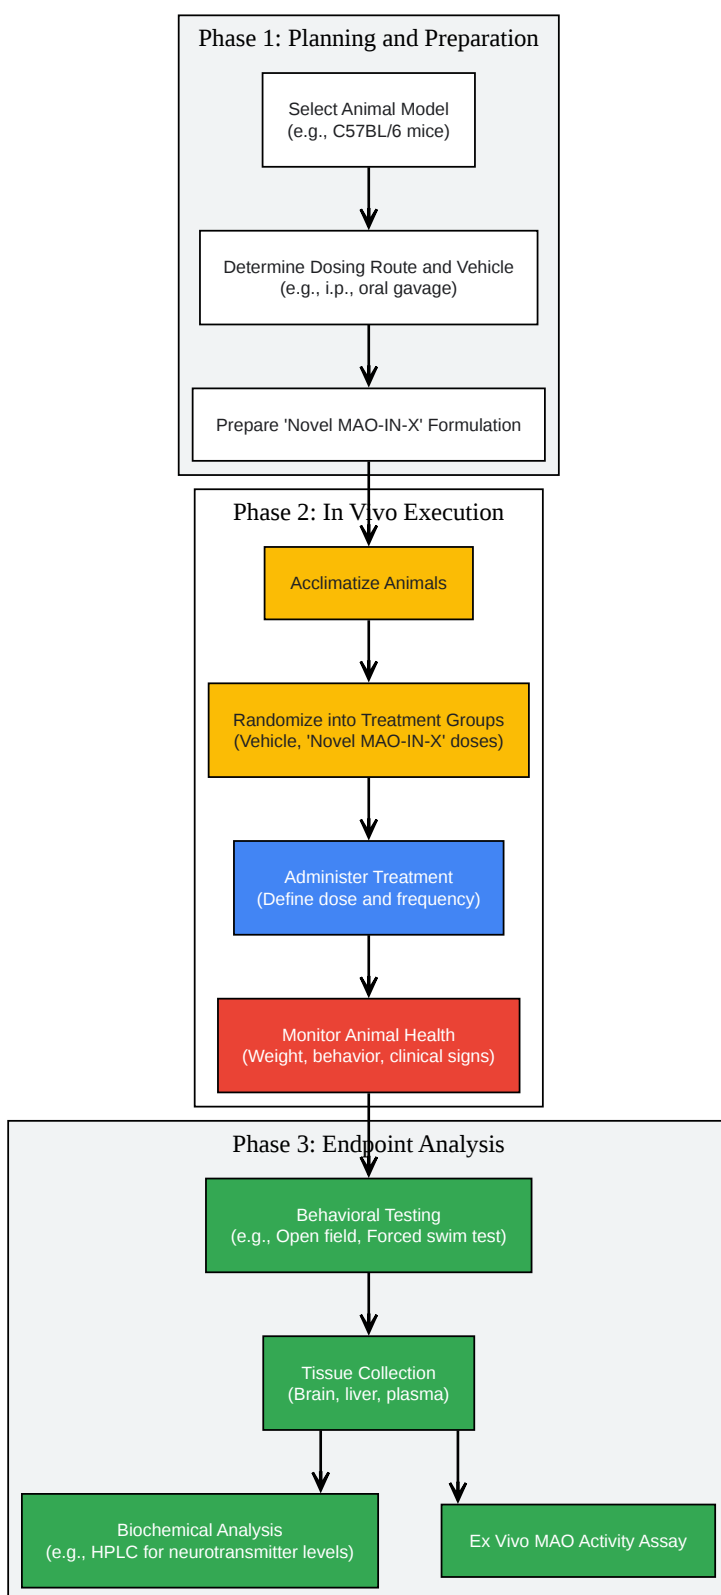 Phase 1: Planning and Preparation
Select Animal Model
(e.g., C57BL/6 mice)
Determine Dosing Route and Vehicle
(e.g., i.p., oral gavage)
Prepare 'Novel MAO-IN-X' Formulation
Phase 2: In Vivo Execution
Acclimatize Animals
Randomize into Treatment Groups
(Vehicle, 'Novel MAO-IN-X' doses)
Administer Treatment
(Define dose and frequency)
Monitor Animal Health
(Weight, behavior, clinical signs)
Phase 3: Endpoint Analysis
Behavioral Testing
(e.g., Open field, Forced swim test)
Tissue Collection
(Brain, liver, plasma)
Biochemical Analysis
(e.g., HPLC for neurotransmitter levels)
Ex Vivo MAO Activity Assay